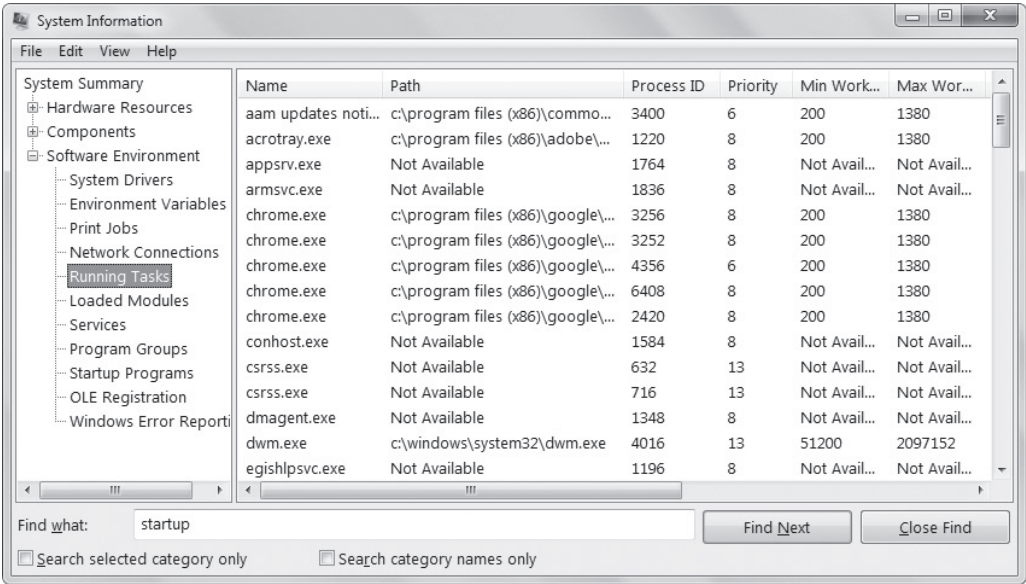 System Information
File Edit View Help
System Summary
Hardware Resources
Components
Software Environment
System Drivers
Environment Variables
Print Jobs
Network Connections
Running Tasks
Loaded Modules
Services
Program Groups
Startup Programs
OLE Registration
Windows Error Reporti
Name Path Process ID Priority Min Work... Max Wor...
aam updates noti... c:\program files (x86)\commo... 3400 6 200 1380
acrotray.exe c:\program files (x86)\adobe\... 1220 8 200 1380
appsrv.exe Not Available 1764 8 Not Avail... Not Avail...
armsvc.exe Not Available 1836 8 Not Avail... Not Avail...
chrome.exe c:\program files (x86)\google\... 3256 8 200 1380
chrome.exe c:\program files (x86)\google\... 3252 8 200 1380
chrome.exe c:\program files (x86)\google\... 4356 6 200 1380
chrome.exe c:\program files (x86)\google\... 6408 8 200 1380
chrome.exe c:\program files (x86)\google\... 2420 8 200 1380
conhost.exe Not Available 1584 8 Not Avail... Not Avail...
csrss.exe Not Available 632 13 Not Avail... Not Avail...
csrss.exe Not Available 716 13 Not Avail... Not Avail...
dmagent.exe Not Available 1348 8 Not Avail... Not Avail...
dwm.exe c:\windows\system32\dwm.exe 4016 13 51200 2097152
egishlpsvc.exe Not Available 1196 8 Not Avail... Not Avail...
Find what: startup Find Next Close Find
Search selected category only Search category names only